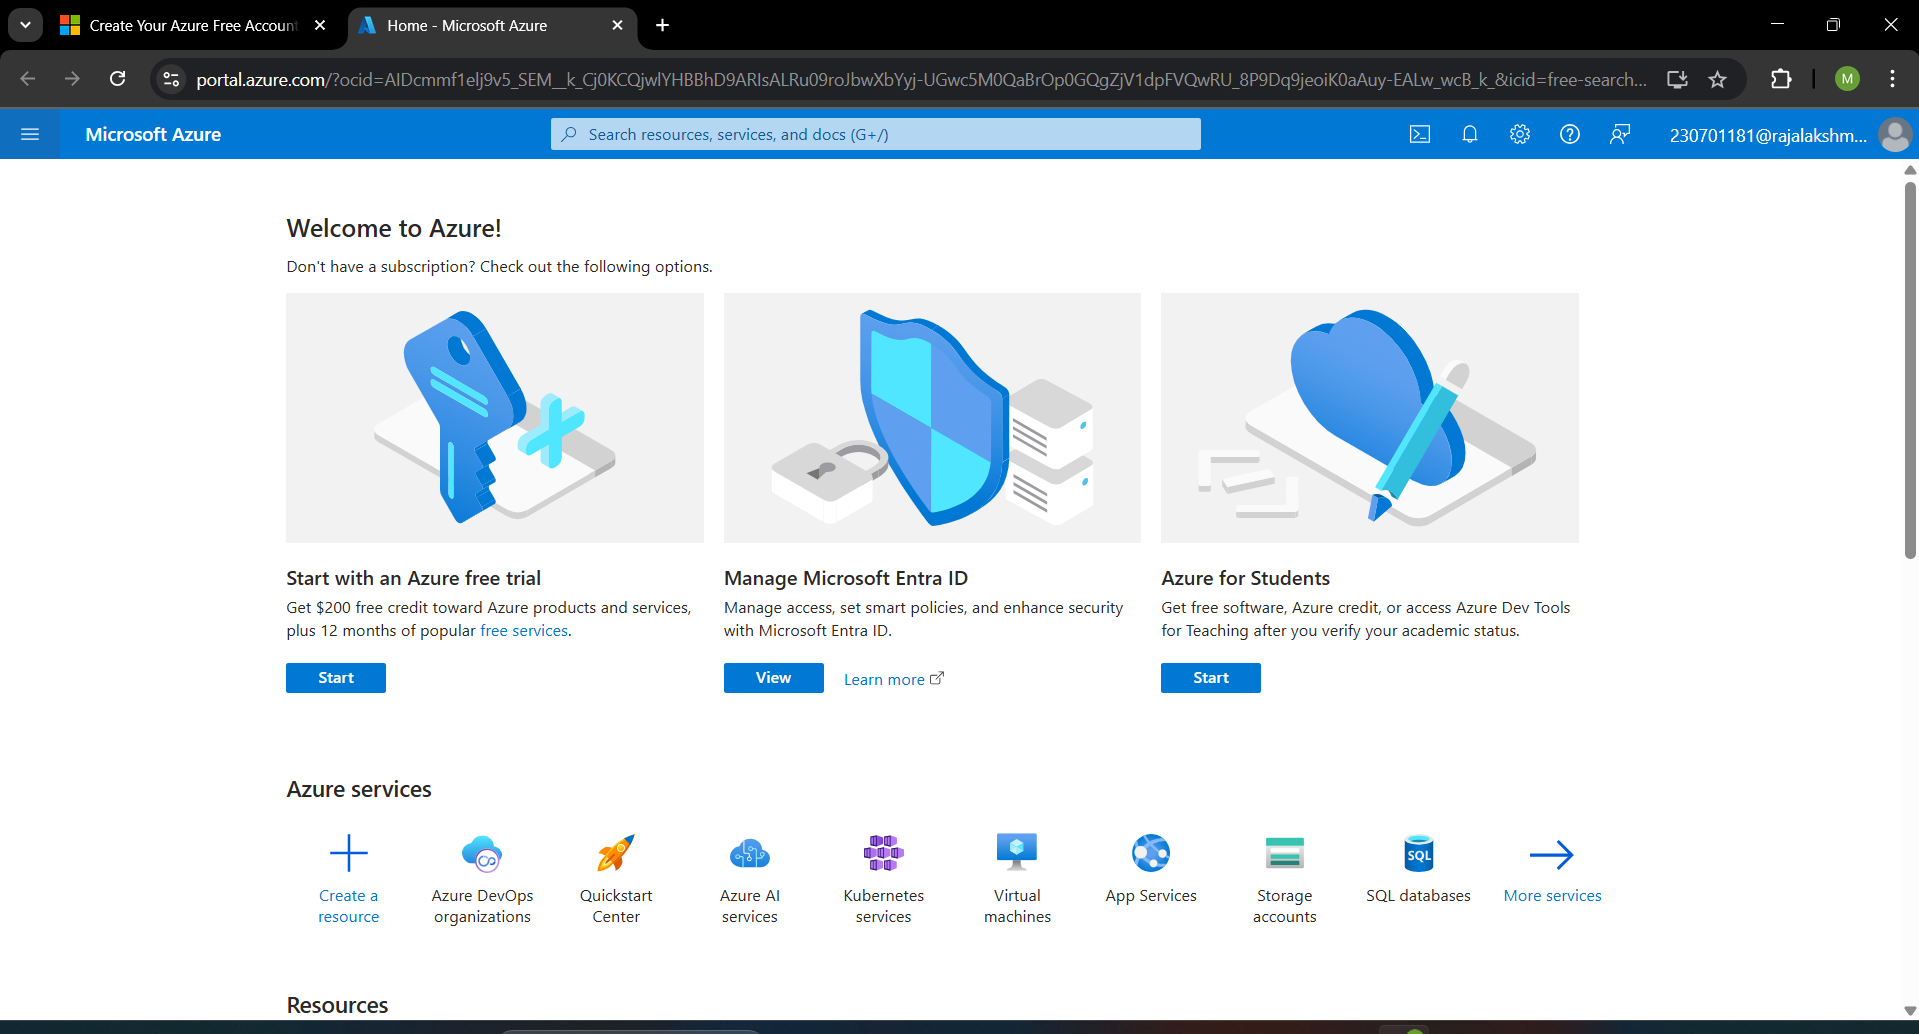 Create Your Azure Free Accoun
Home - Microsoft Azure
portal.azure.com/?ocid=AIDcmmf1elj9v5_SEM__k_Cj0KCQjwlYHBBhD9ARIsALRu09roJbwXbYyj-UGwc5M0QaBrOp0GQgZjV1dpFVQwRU_8P9Dq9jeoiK0aAuy-EALw_wcB_k_&icid=free-search...
M
Microsoft Azure
Search resources, services, and docs (G+/)
230701181@rajalakshm...
Welcome to Azure!
Don't have a subscription? Check out the following options.
Start with an Azure free trial
Get $200 free credit toward Azure products and services,
plus 12 months of popular free services.
Start
Manage Microsoft Entra ID
Manage access, set smart policies, and enhance security
with Microsoft Entra ID.
View
Learn more
Azure for Students
Get free software, Azure credit, or access Azure Dev Tools
for Teaching after you verify your academic status.
Start
Azure services
Create a
resource
Azure DevOps
organizations
Quickstart
Center
Azure AI
services
Kubernetes
services
Virtual
machines
App Services
Storage
accounts
SQL
SQL databases
More services
Resources